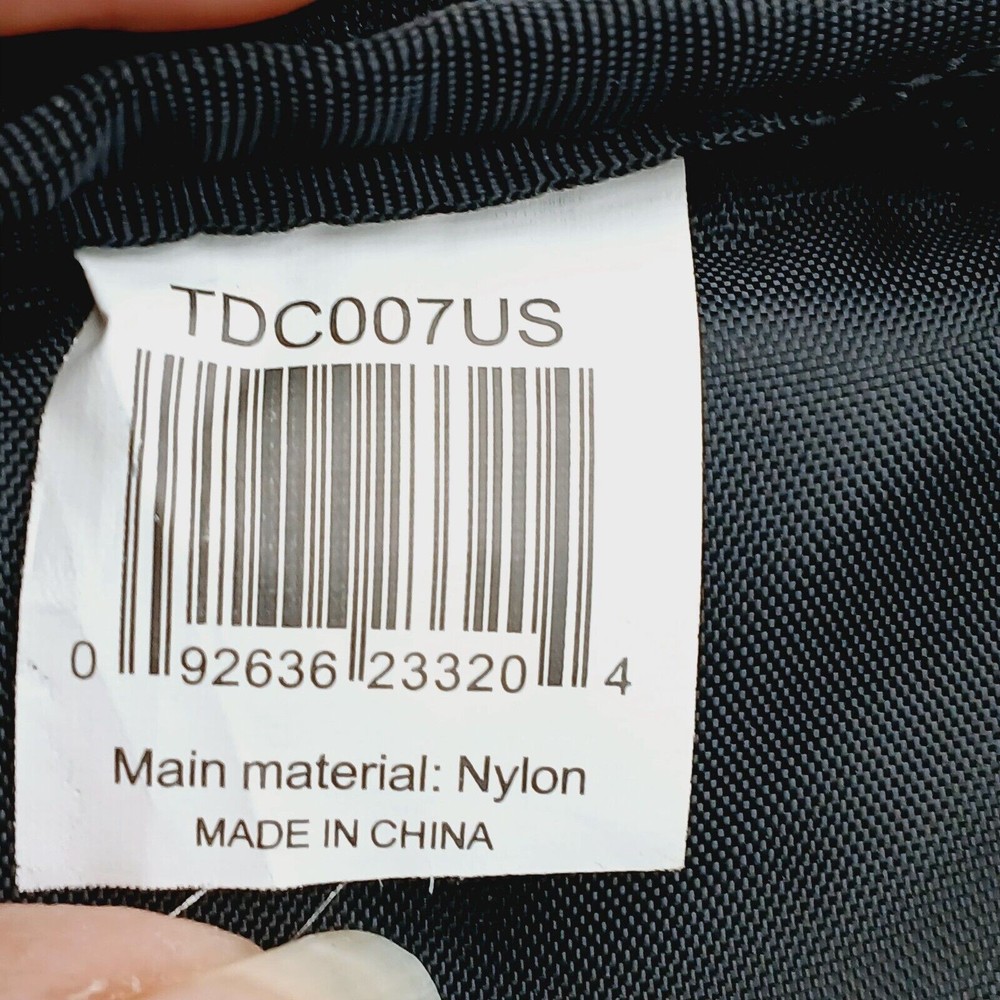 TDC007US
0 92636 23320 4
Main material: Nylon
MADE IN CHINA